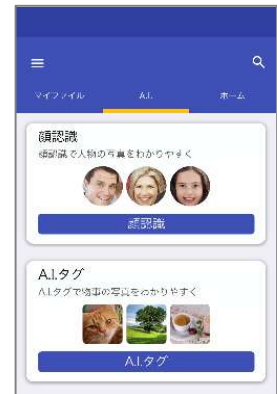 マイファイル
A.I.
ホーム
顔認識
顔認識で人物の写真をわかりやすく
顔認識
A.I.タグ
A.I.タグで物事の写真をわかりやすく
A.I.タグ